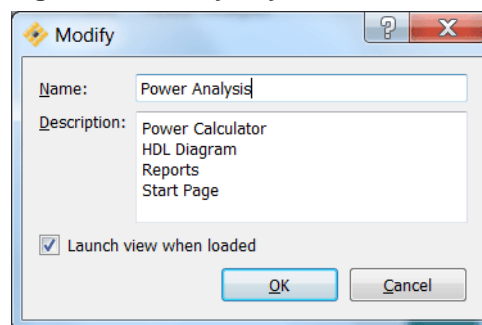 Modify
Name: Power Analysis
Description: Power Calculator
HDL Diagram
Reports
Start Page
Launch view when loaded
OK Cancel